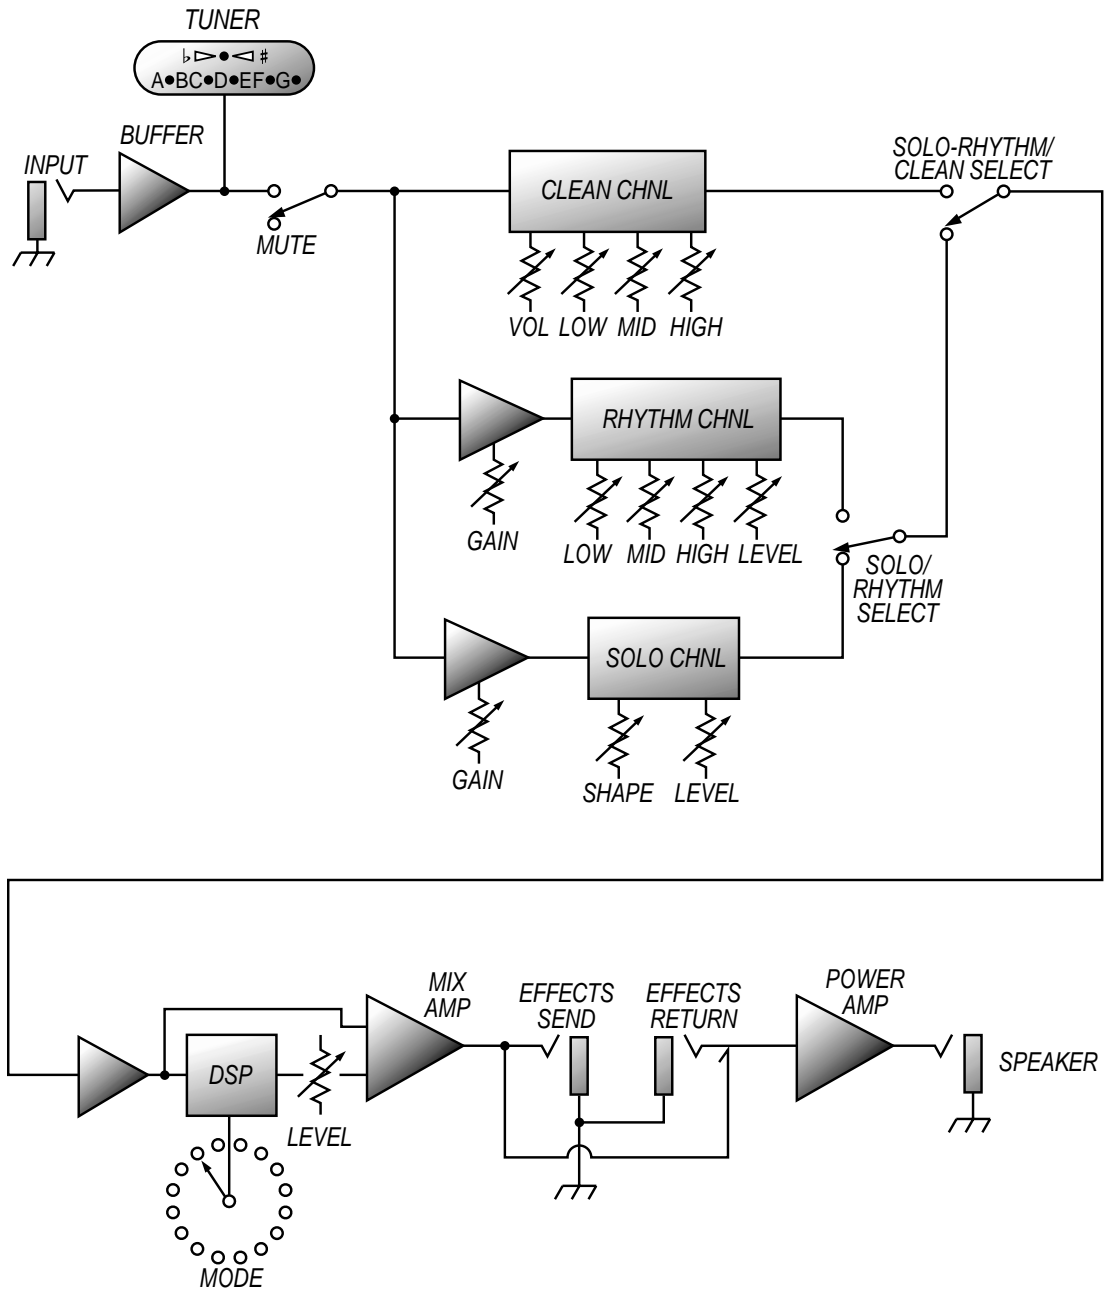 TUNER
♭ ▷ ● ◁ ♯
A●BC●D●EF●G●
BUFFER
INPUT
MUTE
CLEAN CHNL
VOL LOW MID HIGH
SOLO-RHYTHM/
CLEAN SELECT
RHYTHM CHNL
GAIN
LOW MID HIGH LEVEL
SOLO/
RHYTHM
SELECT
SOLO CHNL
GAIN
SHAPE LEVEL
MIX
AMP
EFFECTS
SEND
EFFECTS
RETURN
POWER
AMP
DSP
LEVEL
SPEAKER
MODE